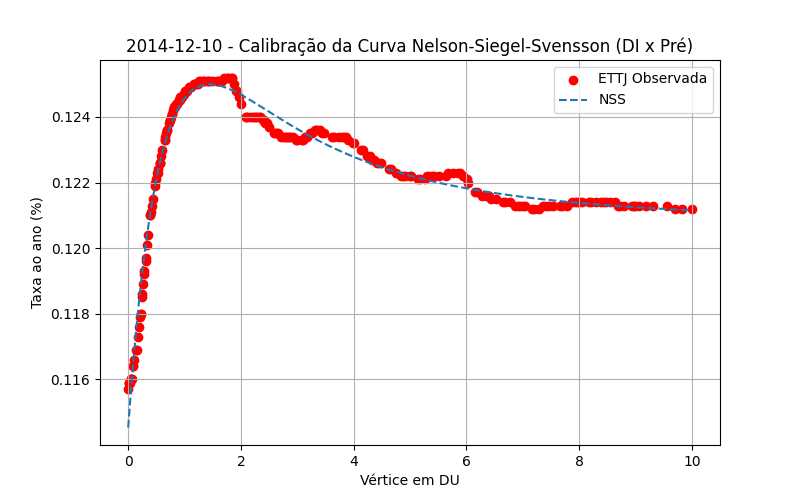 2014-12-10 - Calibração da Curva Nelson-Siegel-Svensson (DI x Pré)
ETTJ Observada
NSS
Taxa ao ano (%)
0.124
0.122
0.120
0.118
0.116
0 2 4 6 8 10
Vértice em DU